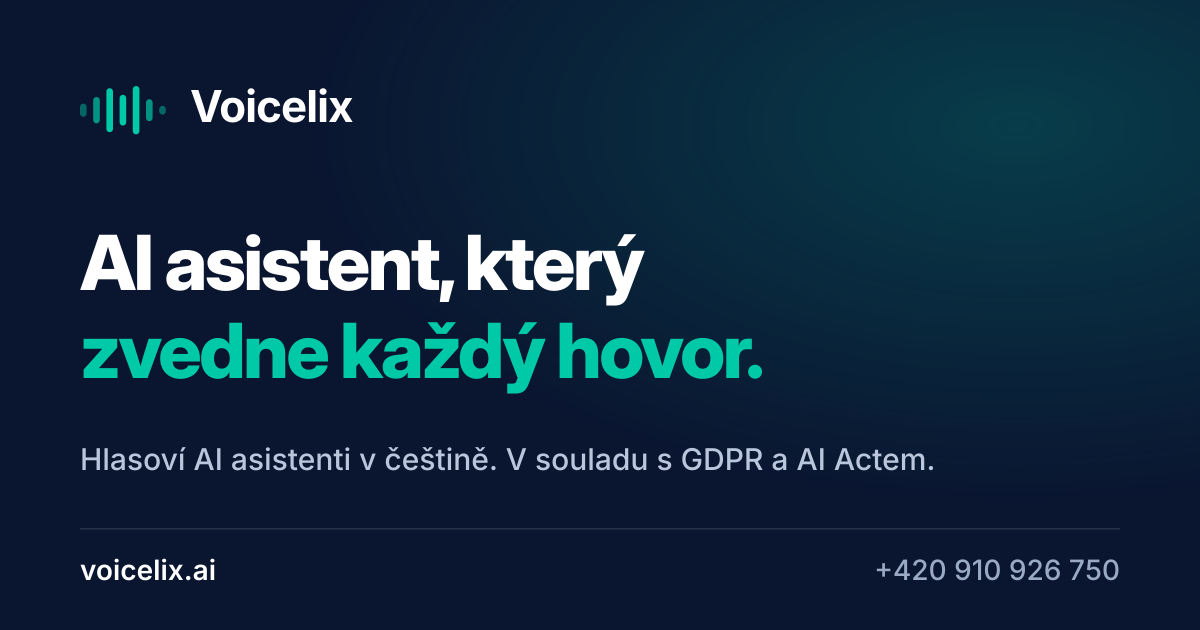 Voicelix
AI asistent, který
zvedne každý hovor.
Hlasoví AI asistenti v češtině. V souladu s GDPR a AI Actem.
voicelix.ai
+420 910 926 750